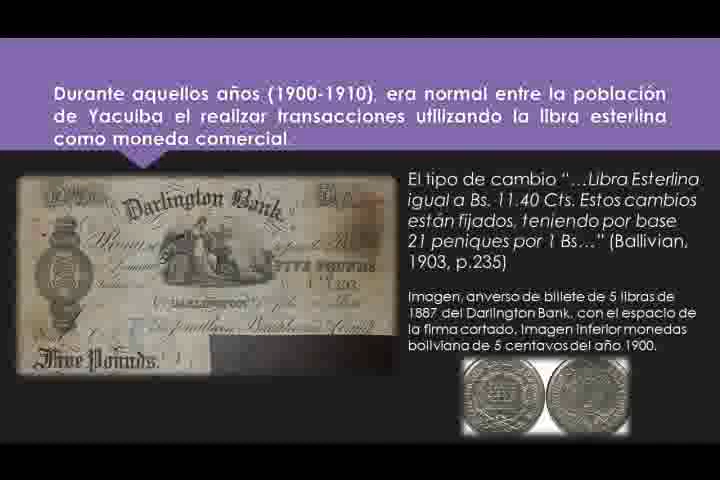 Durante aquellos años (1900-1910), era normal entre la población
de Yacuiba el realizar transacciones utilizando la libra esterlina
como moneda comercial
El tipo de cambio “…Libra Esterlina
igual a Bs. 11.40 Cts. Estos cambios
están fijados, teniendo por base
21 peniques por 1 Bs…” (Ballivian,
1903, p.235)
Imagen, anverso de billete de 5 libras de
1887 del Darlington Bank, con el espacio de
la firma cortado. Imagen inferior monedas
boliviana de 5 centavos del año 1900.
Darlington Bank
FIVE POUNDS
Five Pounds.